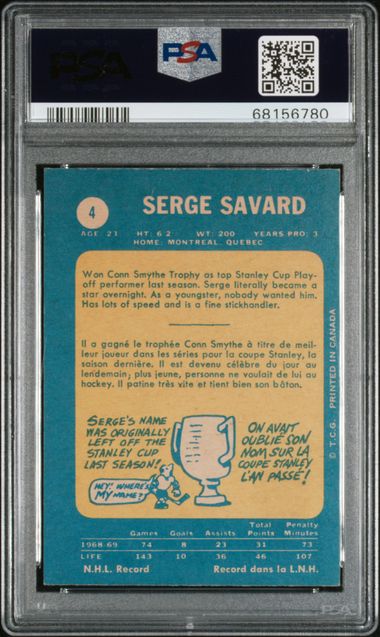 PSA
PSA
68156780
4
SERGE SAVARD
AGE: 23 HT: 6 2 WT: 200 YEARS PRO: 3
HOME: MONTREAL, QUEBEC
Won Conn Smythe Trophy as top Stanley Cup Play-
off performer last season. Serge literally became a
star overnight. As a youngster, nobody wanted him.
Has lots of speed and is a fine stickhandler.
Il a gagné le trophée Conn Smythe à titre de meil-
leur joueur dans les séries pour la coupe Stanley, la
saison dernière. Il est devenu célèbre du jour au
lendemain; plus jeune, personne ne voulait de lui au
hockey. Il patine très vite et tient bien son bâton.
© T.C.G. PRINTED IN CANADA
SERGE'S NAME
WAS ORIGINALLY
LEFT OFF THE
STANLEY CUP
LAST SEASON!
HEY! WHERE'S
MY NAME?
ON AVAIT
OUBLIÉ SON
NOM SUR LA
COUPE STANLEY
L'AN PASSÉ!
Games Goals Assists Total Points Penalty Minutes
1968-69 74 8 23 31 73
LIFE 143 10 36 46 107
N.H.L. Record Record dans la L.N.H.
PSA PSA